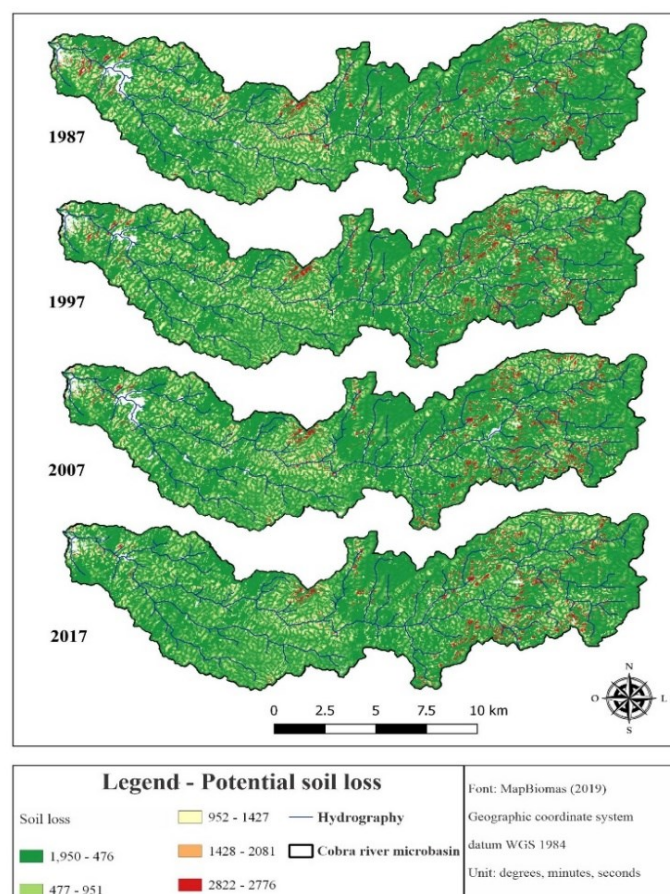 1987
1997
2007
2017
N
O
L
S
0 2.5 5 7.5 10 km
Legend - Potential soil loss
Soil loss
1,950 - 476
477 - 951
952 - 1427
1428 - 2081
2822 - 2776
Hydrography
Cobra river microbasin
Font: MapBiomas (2019)
Geographic coordinate system
datum WGS 1984
Unit: degrees, minutes, seconds